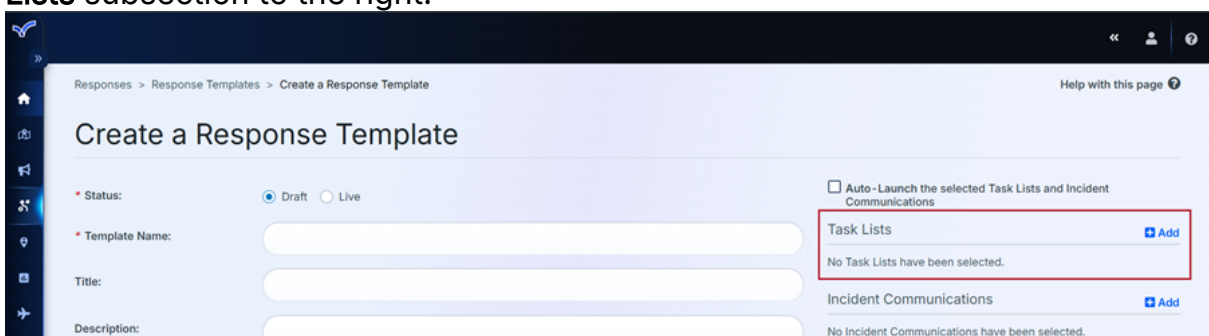 Lists subsection to the right.
Responses > Response Templates > Create a Response Template
Help with this page
Create a Response Template
* Status:
Draft
Live
Auto-Launch the selected Task Lists and Incident
Communications
* Template Name:
Task Lists
Add
No Task Lists have been selected.
Title:
Incident Communications
Add
Description:
No Incident Communications have been selected.